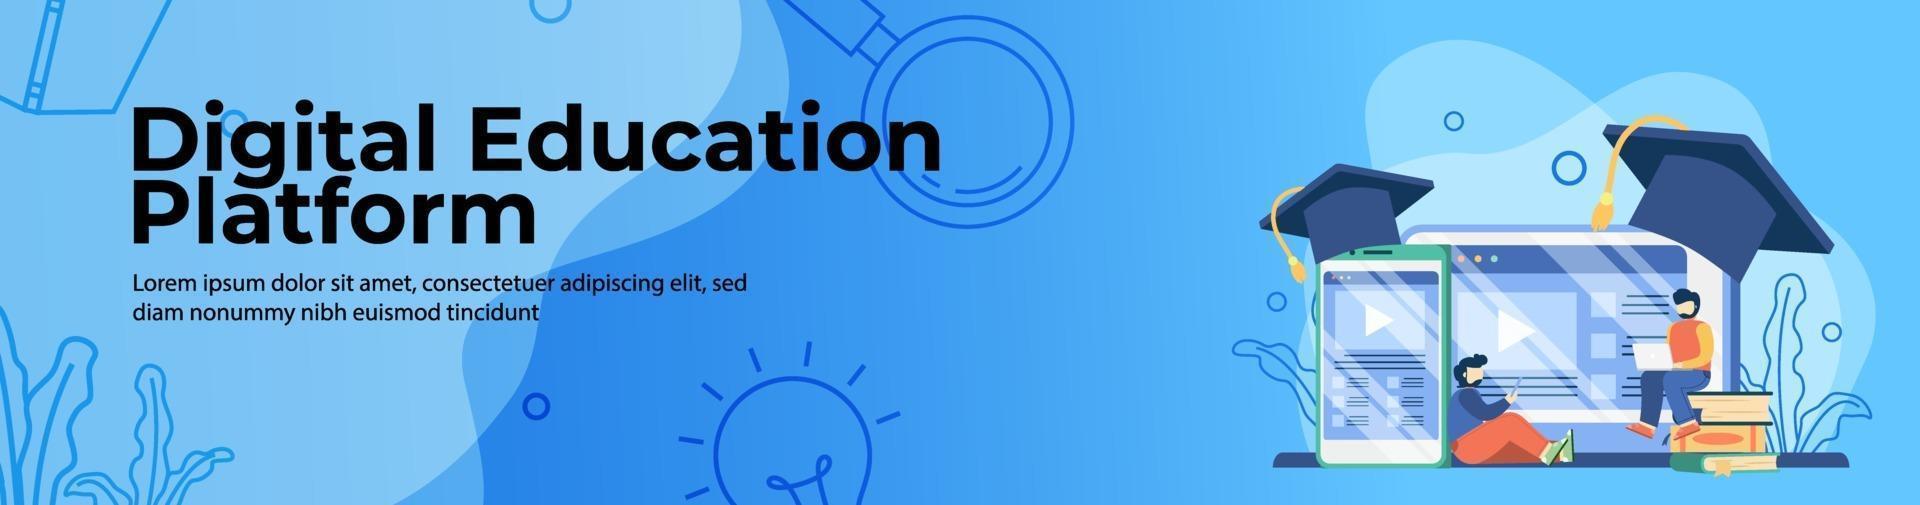 Digital Education
Platform
Lorem ipsum dolor sit amet, consectetuer adipiscing elit, sed
diam nonummy nibh euismod tincidunt